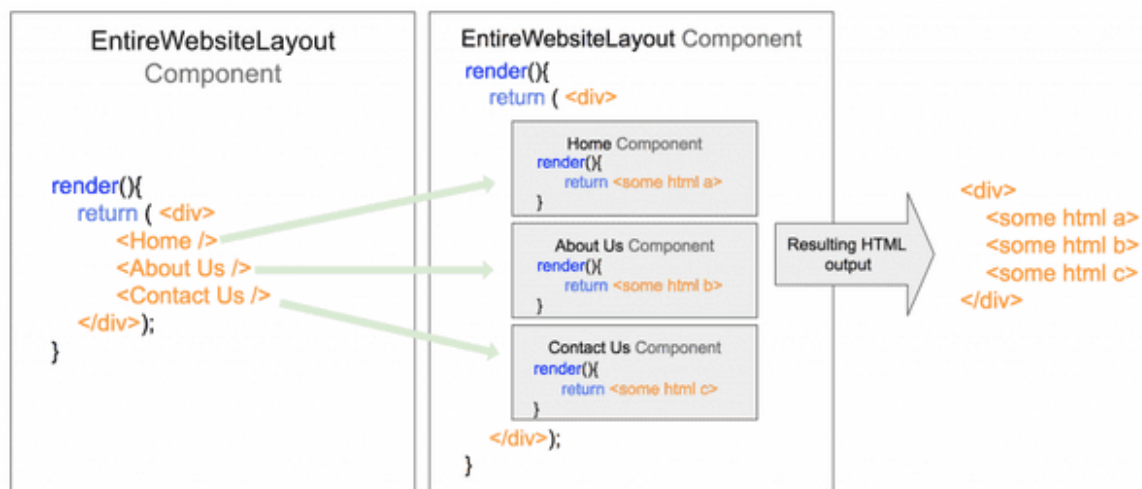 EntireWebsiteLayout
Component
render(){
return ( <div>
<Home />
<About Us />
<Contact Us />
</div>);
}
EntireWebsiteLayout Component
render(){
return ( <div>
Home Component
render(){
return <some html a>
}
About Us Component
render(){
return <some html b>
}
Contact Us Component
render(){
return <some html c>
}
</div>);
}
Resulting HTML
output
<div>
<some html a>
<some html b>
<some html c>
</div>